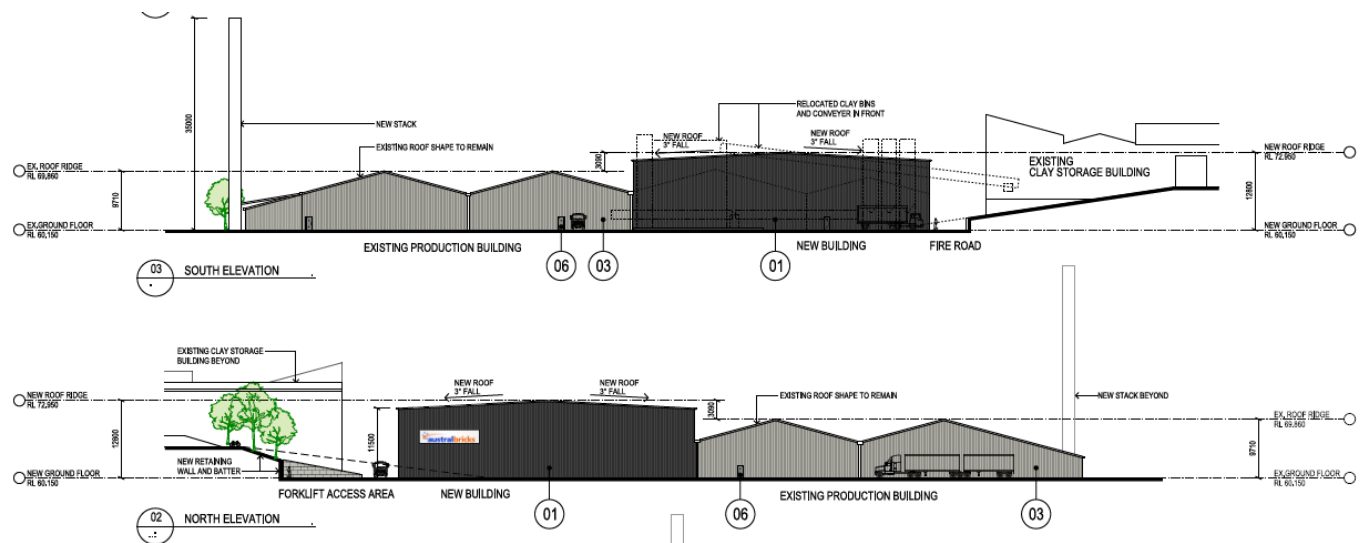 35000
NEW STACK
EXISTING ROOF SHAPE TO REMAIN
RELOCATED CLAY BINS
AND CONVEYER IN FRONT
NEW ROOF
3° FALL
NEW ROOF
3° FALL
3090
EX. ROOF RIDGE
RL 69,860
9710
EX.GROUND FLOOR
RL 60,150
EXISTING
CLAY STORAGE BUILDING
NEW ROOF RIDGE
RL 72,950
12800
NEW GROUND FLOOR
RL 60,150
EXISTING PRODUCTION BUILDING
NEW BUILDING
FIRE ROAD
06
03
01
03
SOUTH ELEVATION
EXISTING CLAY STORAGE
BUILDING BEYOND
NEW ROOF RIDGE
RL 72,950
12800
NEW GROUND FLOOR
RL 60,150
NEW RETAINING
WALL AND BATTER
NEW ROOF
3° FALL
NEW ROOF
3° FALL
3090
11500
australbricks
EXISTING ROOF SHAPE TO REMAIN
NEW STACK BEYOND
EX. ROOF RIDGE
RL 69,860
9710
EX.GROUND FLOOR
RL 60,150
FORKLIFT ACCESS AREA
NEW BUILDING
EXISTING PRODUCTION BUILDING
01
06
03
02
NORTH ELEVATION